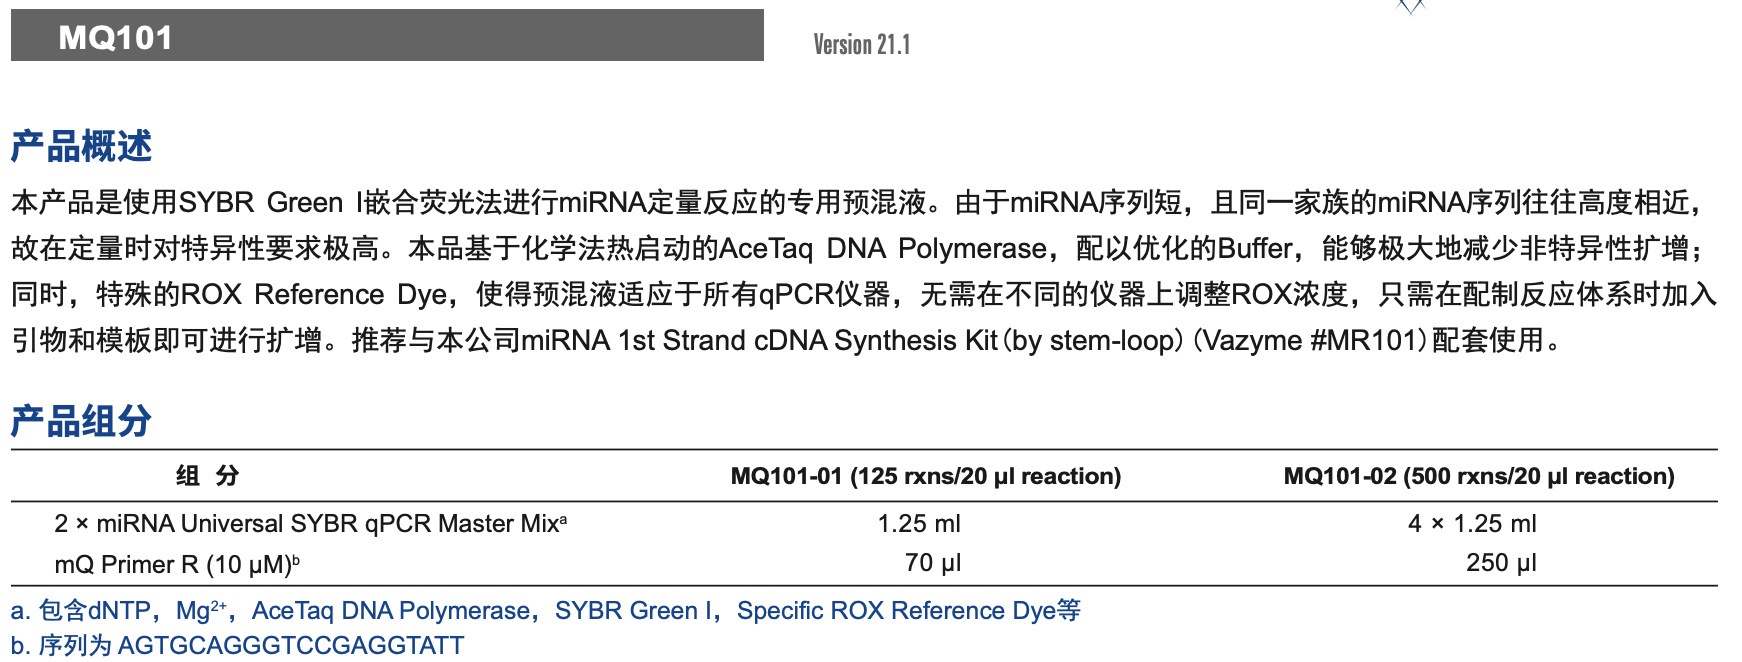 MQ101
Version 21.1
产品概述
本产品是使用SYBR Green I嵌合荧光法进行miRNA定量反应的专用预混液。由于miRNA序列短，且同一家族的miRNA序列往往高度相近，
故在定量时对特异性要求极高。本品基于化学法热启动的AceTaq DNA Polymerase，配以优化的Buffer，能够极大地减少非特异性扩增；
同时，特殊的ROX Reference Dye，使得预混液适应于所有qPCR仪器，无需在不同的仪器上调整ROX浓度，只需在配制反应体系时加入
引物和模板即可进行扩增。推荐与本公司miRNA 1st Strand cDNA Synthesis Kit（by stem-loop）（Vazyme #MR101）配套使用。
产品组分
组 分 MQ101-01 (125 rxns/20 μl reaction) MQ101-02 (500 rxns/20 μl reaction)
2 × miRNA Universal SYBR qPCR Master Mixᵃ 1.25 ml 4 × 1.25 ml
mQ Primer R (10 μM)ᵇ 70 μl 250 μl
a. 包含dNTP，Mg²⁺，AceTaq DNA Polymerase，SYBR Green I，Specific ROX Reference Dye等
b. 序列为 AGTGCAGGGTCCGAGGTATT